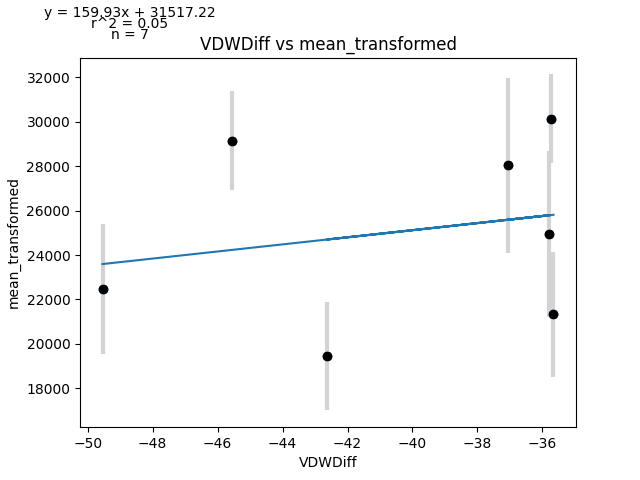 y = 159.93x + 31517.22
r^2 = 0.05
n = 7
VDWDiff vs mean_transformed
mean_transformed
32000
30000
28000
26000
24000
22000
20000
18000
−50 −48 −46 −44 −42 −40 −38 −36
VDWDiff